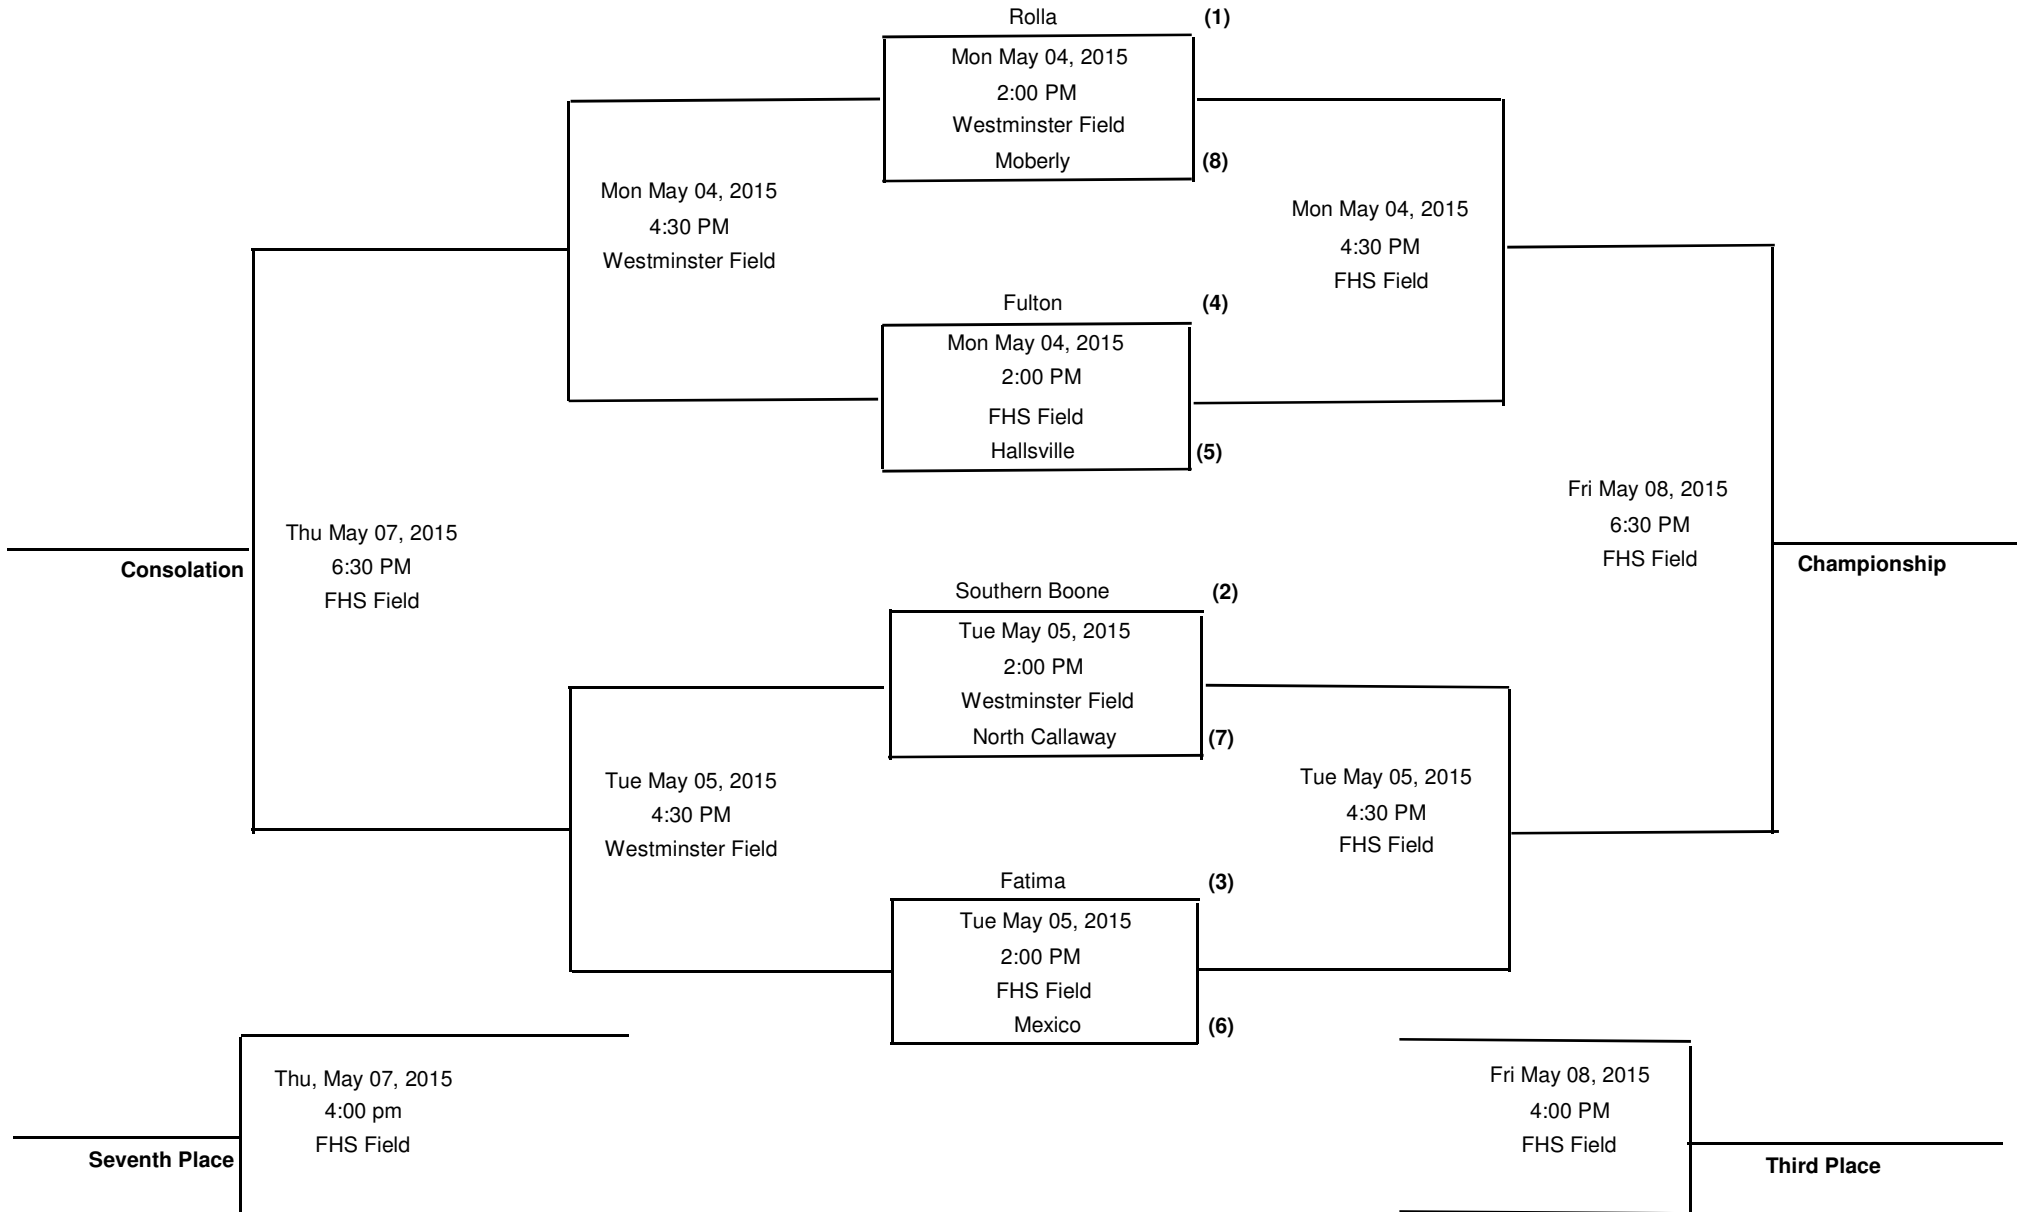 Rolla (1)
Mon May 04, 2015
2:00 PM
Westminster Field
Moberly (8)
Mon May 04, 2015
4:30 PM
Westminster Field
Mon May 04, 2015
4:30 PM
FHS Field
Fulton (4)
Mon May 04, 2015
2:00 PM
FHS Field
Hallsville (5)
Thu May 07, 2015
6:30 PM
FHS Field
Consolation
Fri May 08, 2015
6:30 PM
FHS Field
Championship
Southern Boone (2)
Tue May 05, 2015
2:00 PM
Westminster Field
North Callaway (7)
Tue May 05, 2015
4:30 PM
Westminster Field
Tue May 05, 2015
4:30 PM
FHS Field
Fatima (3)
Tue May 05, 2015
2:00 PM
FHS Field
Mexico (6)
Thu, May 07, 2015
4:00 pm
FHS Field
Seventh Place
Fri May 08, 2015
4:00 PM
FHS Field
Third Place